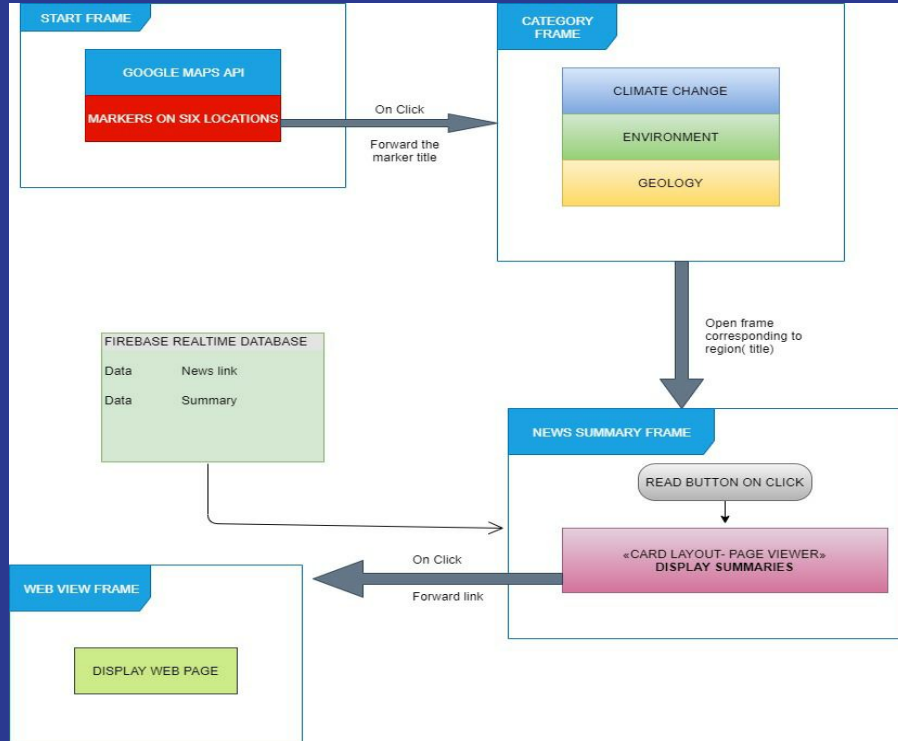 START FRAME
GOOGLE MAPS API
MARKERS ON SIX LOCATIONS
On Click
Forward the
marker title
CATEGORY
FRAME
CLIMATE CHANGE
ENVIRONMENT
GEOLOGY
Open frame
corresponding to
region( title)
FIREBASE REALTIME DATABASE
Data News link
Data Summary
NEWS SUMMARY FRAME
READ BUTTON ON CLICK
«CARD LAYOUT- PAGE VIEWER»
DISPLAY SUMMARIES
On Click
Forward link
WEB VIEW FRAME
DISPLAY WEB PAGE